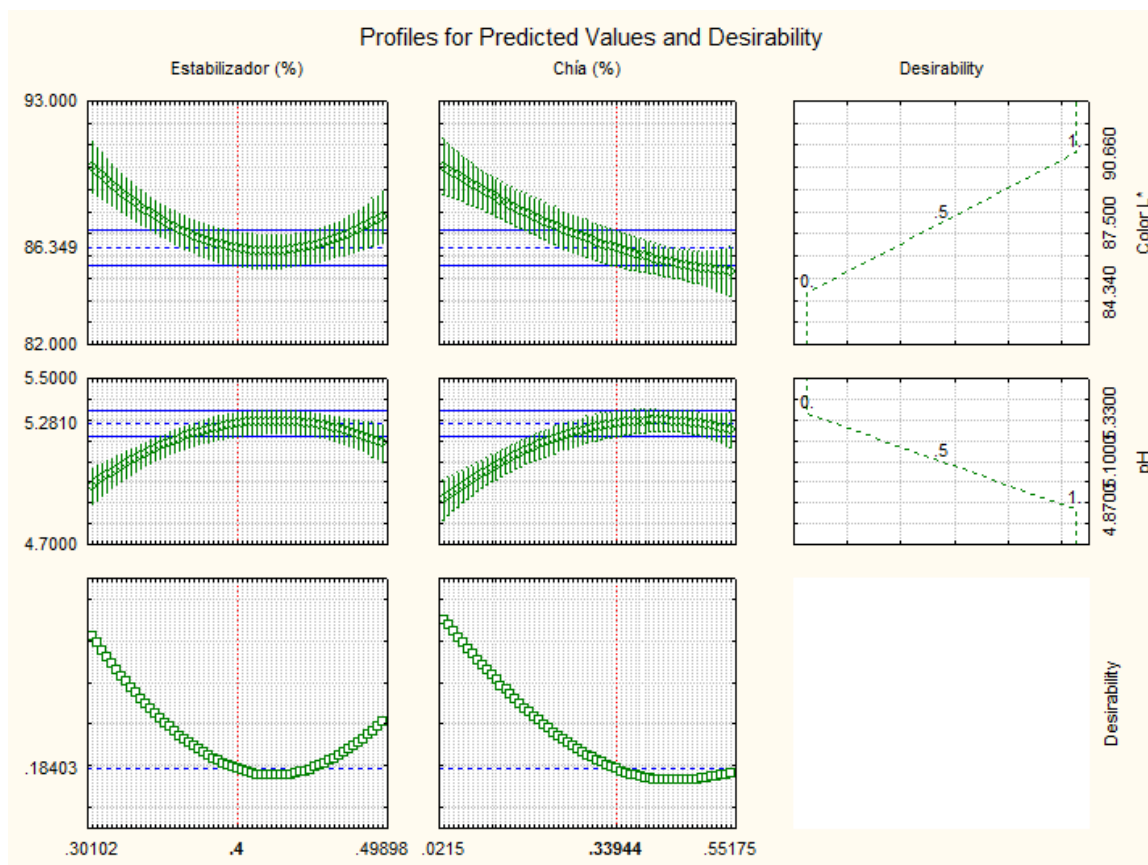 Profiles for Predicted Values and Desirability
Estabilizador (%) Chía (%) Desirability
93.000
86.349
82.000
0. .5 1.
84.340 87.500 90.660
Color L*
5.5000
5.2810
4.7000
0. .5 1.
4.8700 5.1000 5.3300
pH
.18403
Desirability
.30102 .4 .49898 .0215 .33944 .55175